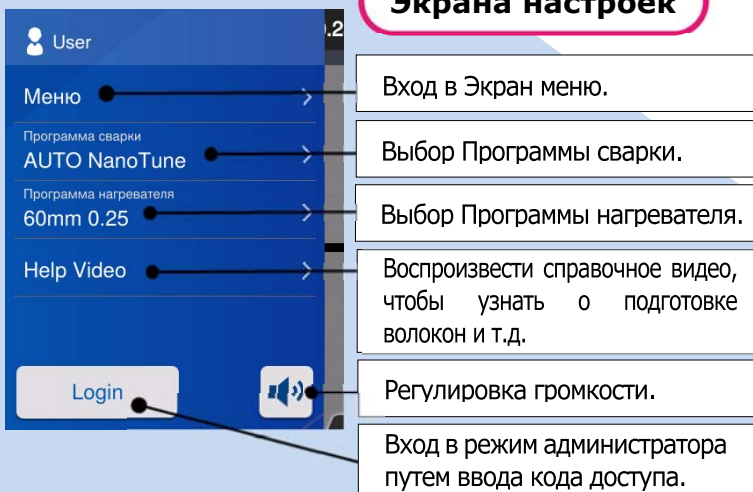 Экрана настроек
.2
User
Меню
Вход в Экран меню.
Программа сварки
AUTO NanoTune
Выбор Программы сварки.
Программа нагревателя
60mm 0.25
Выбор Программы нагревателя.
Help Video
Воспроизвести справочное видео,
чтобы узнать о подготовке
волокон и т.д.
Login
Регулировка громкости.
Вход в режим администратора
путем ввода кода доступа.